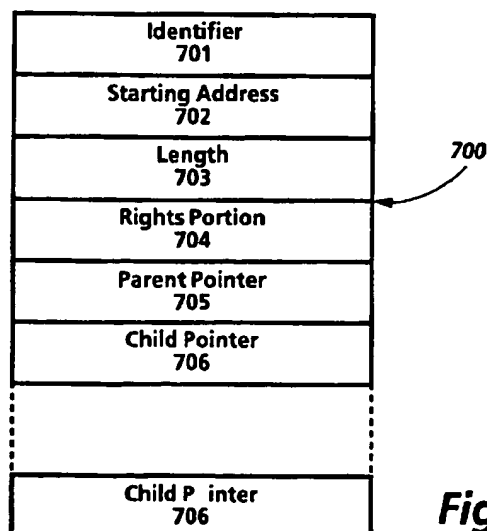 Identifier
701
Starting Address
702
Length
703
700
Rights Portion
704
Parent Pointer
705
Child Pointer
706
Child P inter
706
Fig